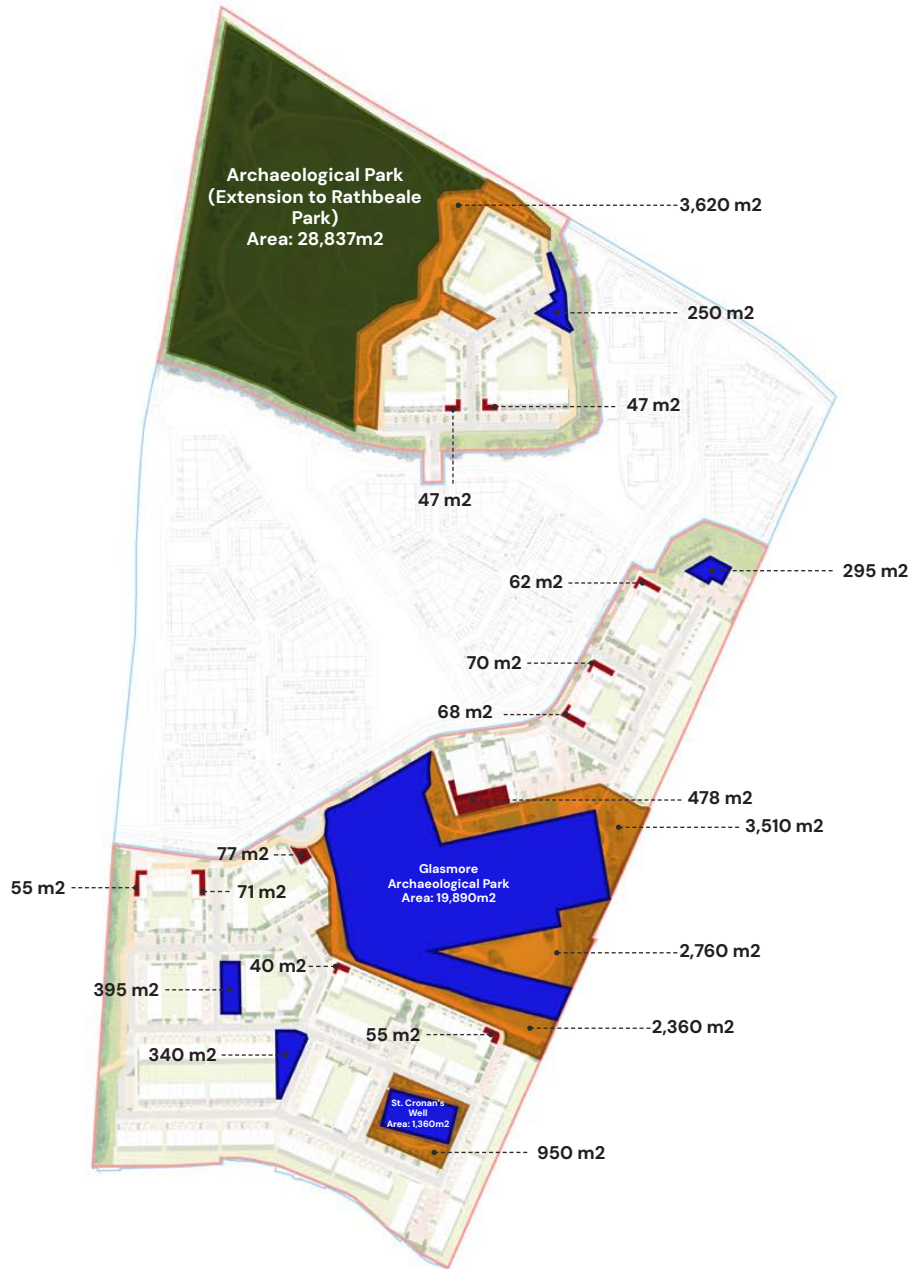 Archaeological Park
(Extension to Rathbeale
Park)
Area: 28,837m2
3,620 m2
250 m2
47 m2
47 m2
295 m2
62 m2
70 m2
68 m2
478 m2
3,510 m2
77 m2
Glasmore
Archaeological Park
Area: 19,890m2
55 m2
71 m2
2,760 m2
40 m2
395 m2
2,360 m2
55 m2
340 m2
St. Cronan's
Well
Area: 1,360m2
950 m2